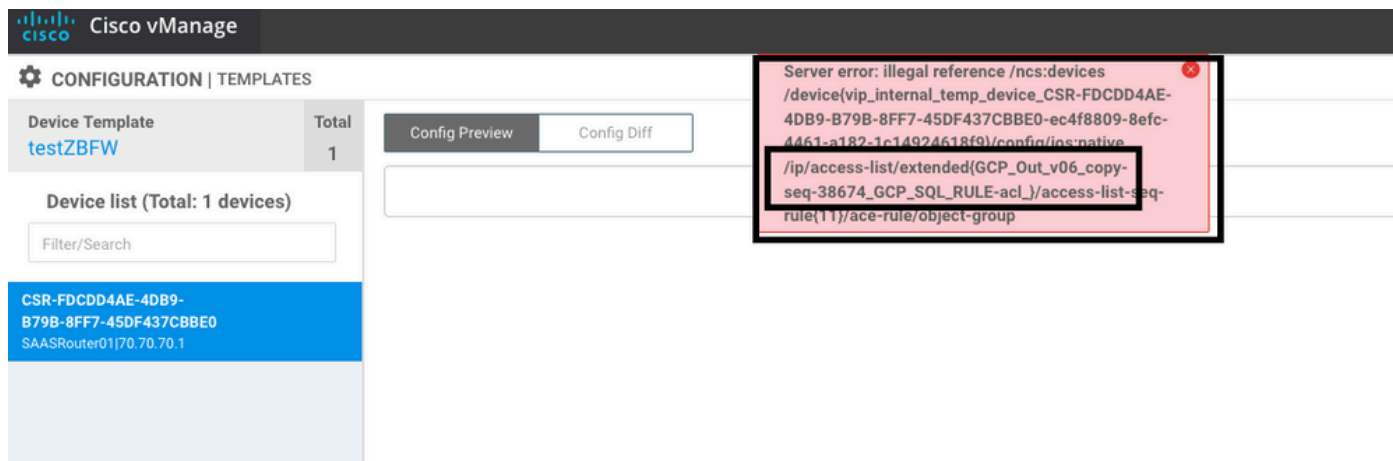 cisco
Cisco vManage
CONFIGURATION | TEMPLATES
Device Template
testZBFW
Total
1
Device list (Total: 1 devices)
Filter/Search
CSR-FDCDD4AE-4DB9-
B79B-8FF7-45DF437CBBE0
SAASRouter01|70.70.70.1
Config Preview
Config Diff
Server error: illegal reference /ncs:devices
/device{vip_internal_temp_device_CSR-FDCDD4AE-
4DB9-B79B-8FF7-45DF437CBBE0-ec4f8809-8efc-
4461-a182-1c14924618f9}/config/ios:native
/ip/access-list/extended{GCP_Out_v06_copy-
seq-38674_GCP_SQL_RULE-acl_}/access-list-seq-
rule{11}/ace-rule/object-group